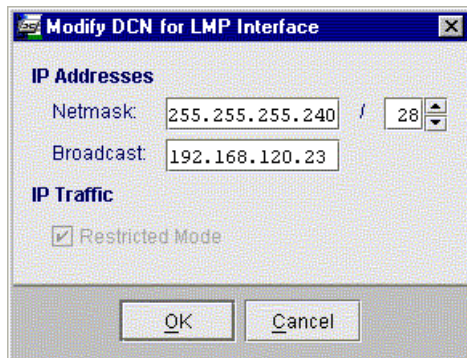 Modify DCN for LMP Interface
IP Addresses
Netmask: 255.255.255.240 / 28
Broadcast: 192.168.120.23
IP Traffic
Restricted Mode
OK Cancel